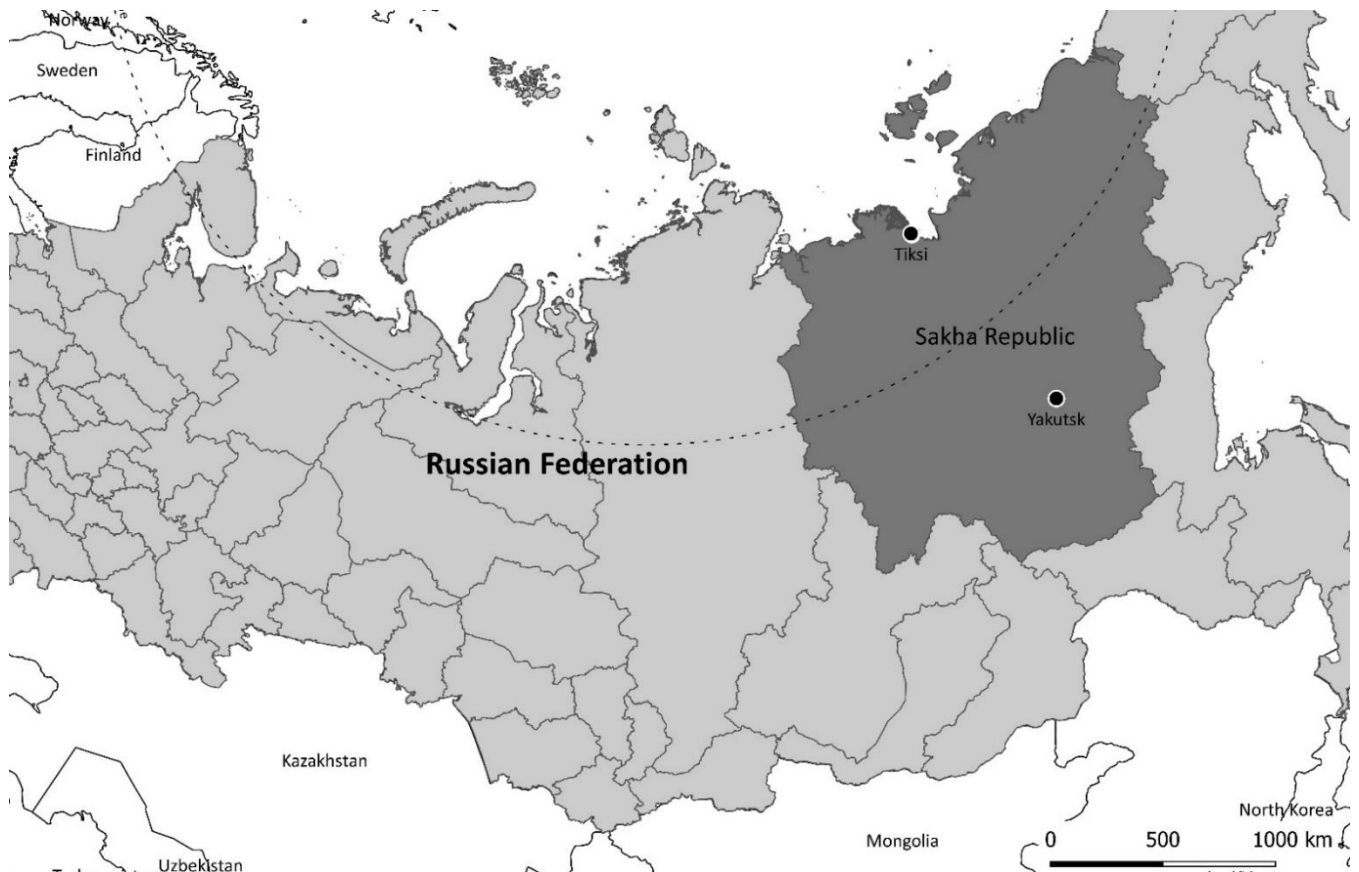 Norway
Sweden
Finland
Tiksi
Sakha Republic
Yakutsk
Russian Federation
Kazakhstan
North Korea
Mongolia
0 500 1000 km
Uzbekistan